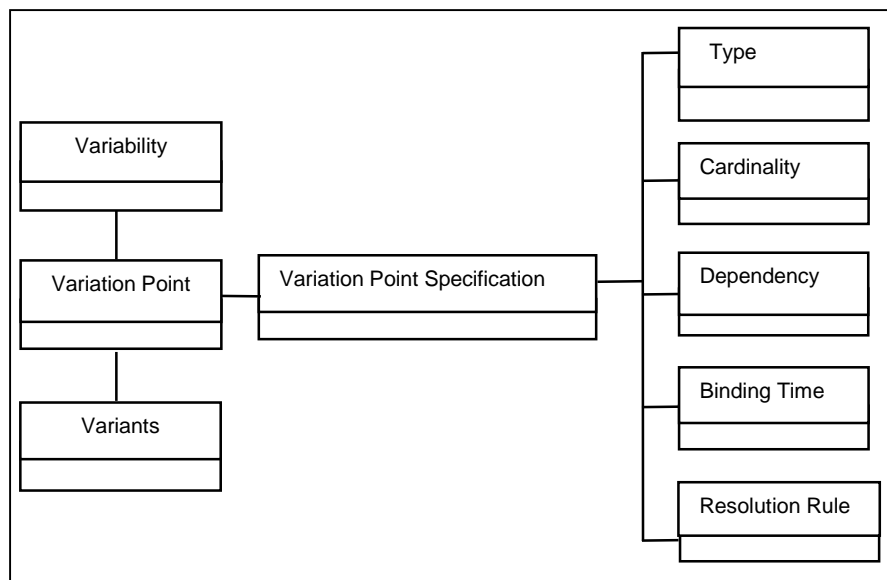 Variability
Variation Point
Variants
Variation Point Specification
Type
Cardinality
Dependency
Binding Time
Resolution Rule